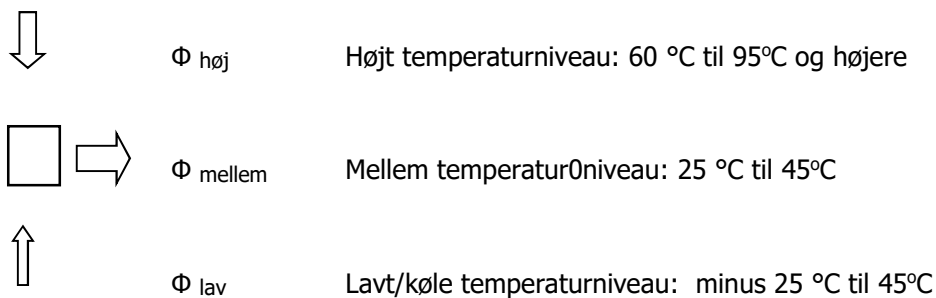 Φ høj Højt temperaturniveau: 60 °C til 95ºC og højere
Φ mellem Mellem temperatur0niveau: 25 °C til 45ºC
Φ lav Lavt/køle temperaturniveau: minus 25 °C til 45ºC